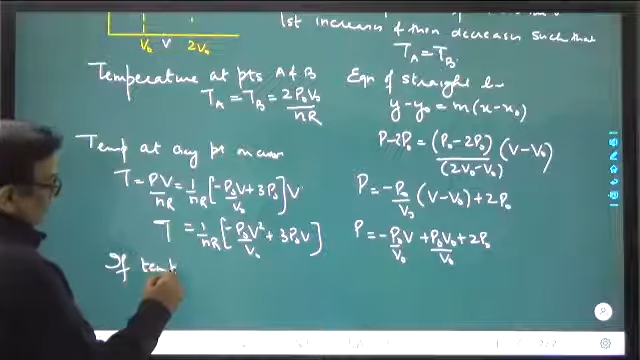 1st increases & then decreases such that
T_A = T_B.
V₀ V 2V₀
Temperature at pts A & B
T_A = T_B = 2P₀V₀/nR
Temp at any pt in curve
T = PV/nR = 1/nR [-P₀/V₀ V + 3P₀] V
T = 1/nR [-P₀V²/V₀ + 3P₀V]
If temp
Eqn of straight line
y-y₀ = m(x-x₀)
P-2P₀ = (P₀-2P₀)/(2V₀-V₀) (V-V₀)
P = -P₀/V₀ (V-V₀) + 2P₀
P = -P₀V/V₀ + P₀V₀/V₀ + 2P₀